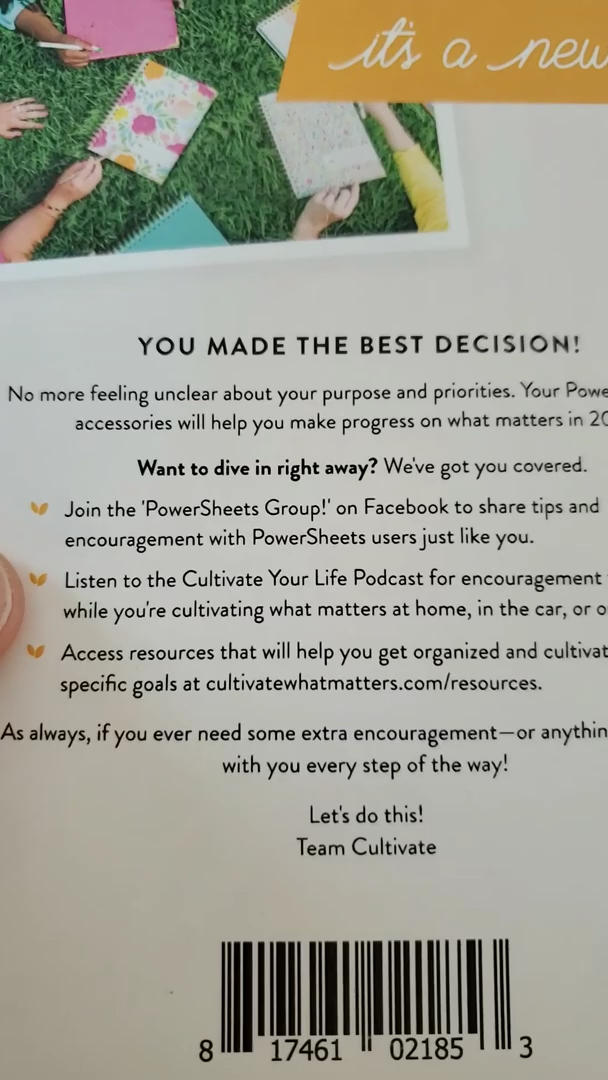 it's a new
YOU MADE THE BEST DECISION!
No more feeling unclear about your purpose and priorities. Your Powe
accessories will help you make progress on what matters in 20
Want to dive in right away? We've got you covered.
Join the 'PowerSheets Group!' on Facebook to share tips and
encouragement with PowerSheets users just like you.
Listen to the Cultivate Your Life Podcast for encouragement
while you're cultivating what matters at home, in the car, or o
Access resources that will help you get organized and cultivat
specific goals at cultivatewhatmatters.com/resources.
As always, if you ever need some extra encouragement—or anythin
with you every step of the way!
Let's do this!
Team Cultivate
8 17461 02185 3